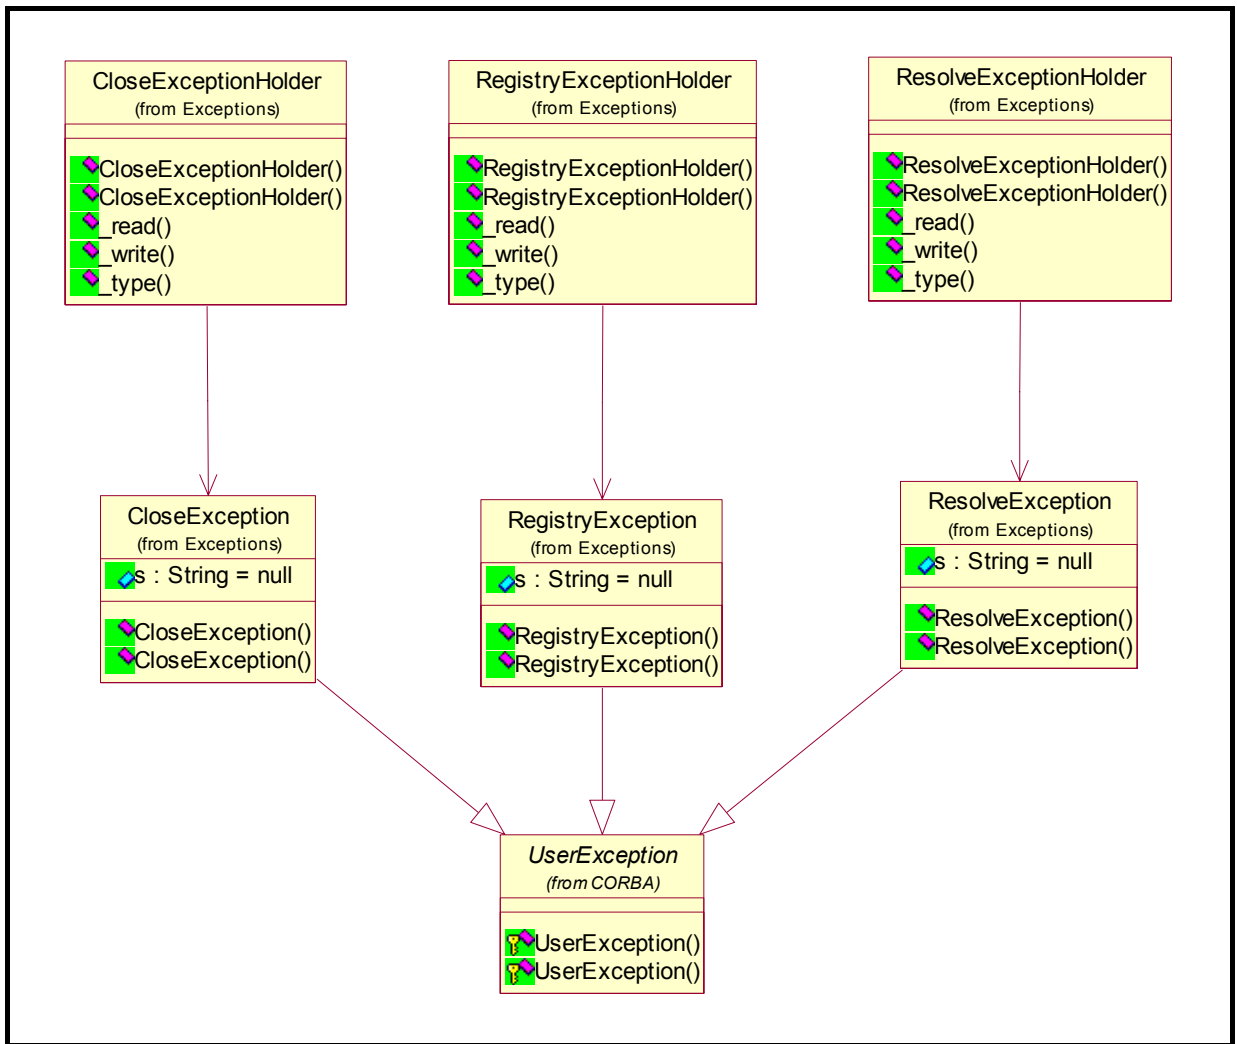 CloseExceptionHolder
(from Exceptions)
CloseExceptionHolder()
CloseExceptionHolder()
_read()
_write()
_type()
RegistryExceptionHolder
(from Exceptions)
RegistryExceptionHolder()
RegistryExceptionHolder()
_read()
_write()
_type()
ResolveExceptionHolder
(from Exceptions)
ResolveExceptionHolder()
ResolveExceptionHolder()
_read()
_write()
_type()
CloseException
(from Exceptions)
s : String = null
CloseException()
CloseException()
RegistryException
(from Exceptions)
s : String = null
RegistryException()
RegistryException()
ResolveException
(from Exceptions)
s : String = null
ResolveException()
ResolveException()
UserException
(from CORBA)
UserException()
UserException()